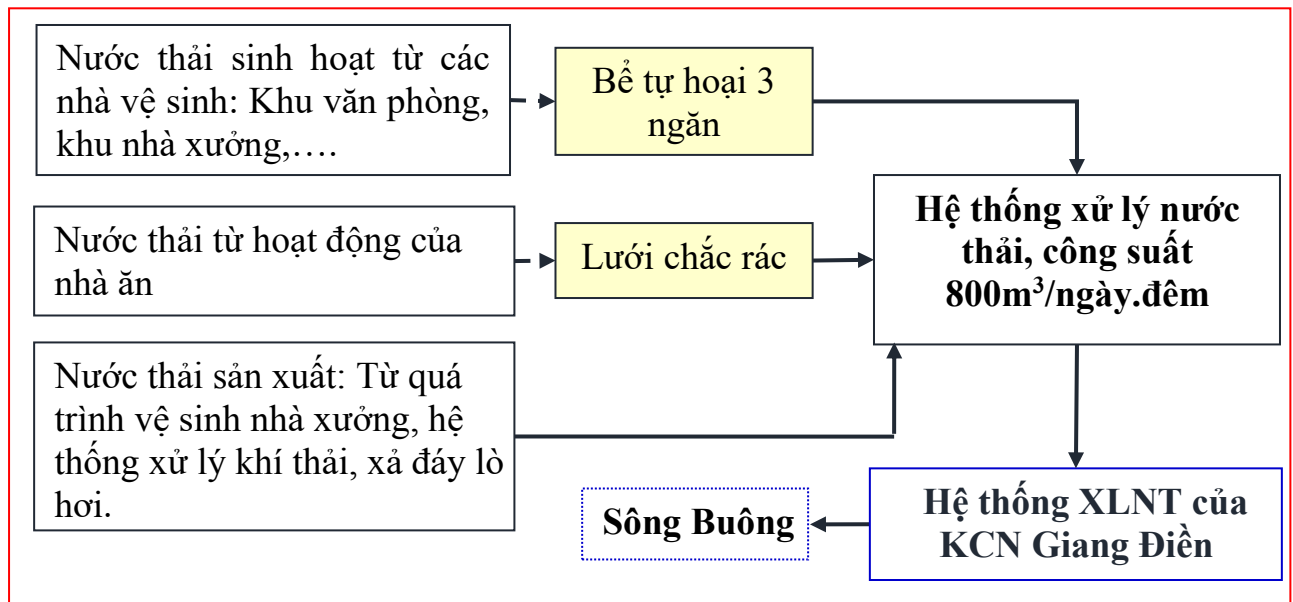 Nước thải sinh hoạt từ các
nhà vệ sinh: Khu văn phòng,
khu nhà xưởng,….
Bể tự hoại 3
ngăn
Nước thải từ hoạt động của
nhà ăn
Lưới chắc rác
Hệ thống xử lý nước
thải, công suất
800m³/ngày.đêm
Nước thải sản xuất: Từ quá
trình vệ sinh nhà xưởng, hệ
thống xử lý khí thải, xả đáy lò
hơi.
Hệ thống XLNT của
KCN Giang Điền
Sông Buông